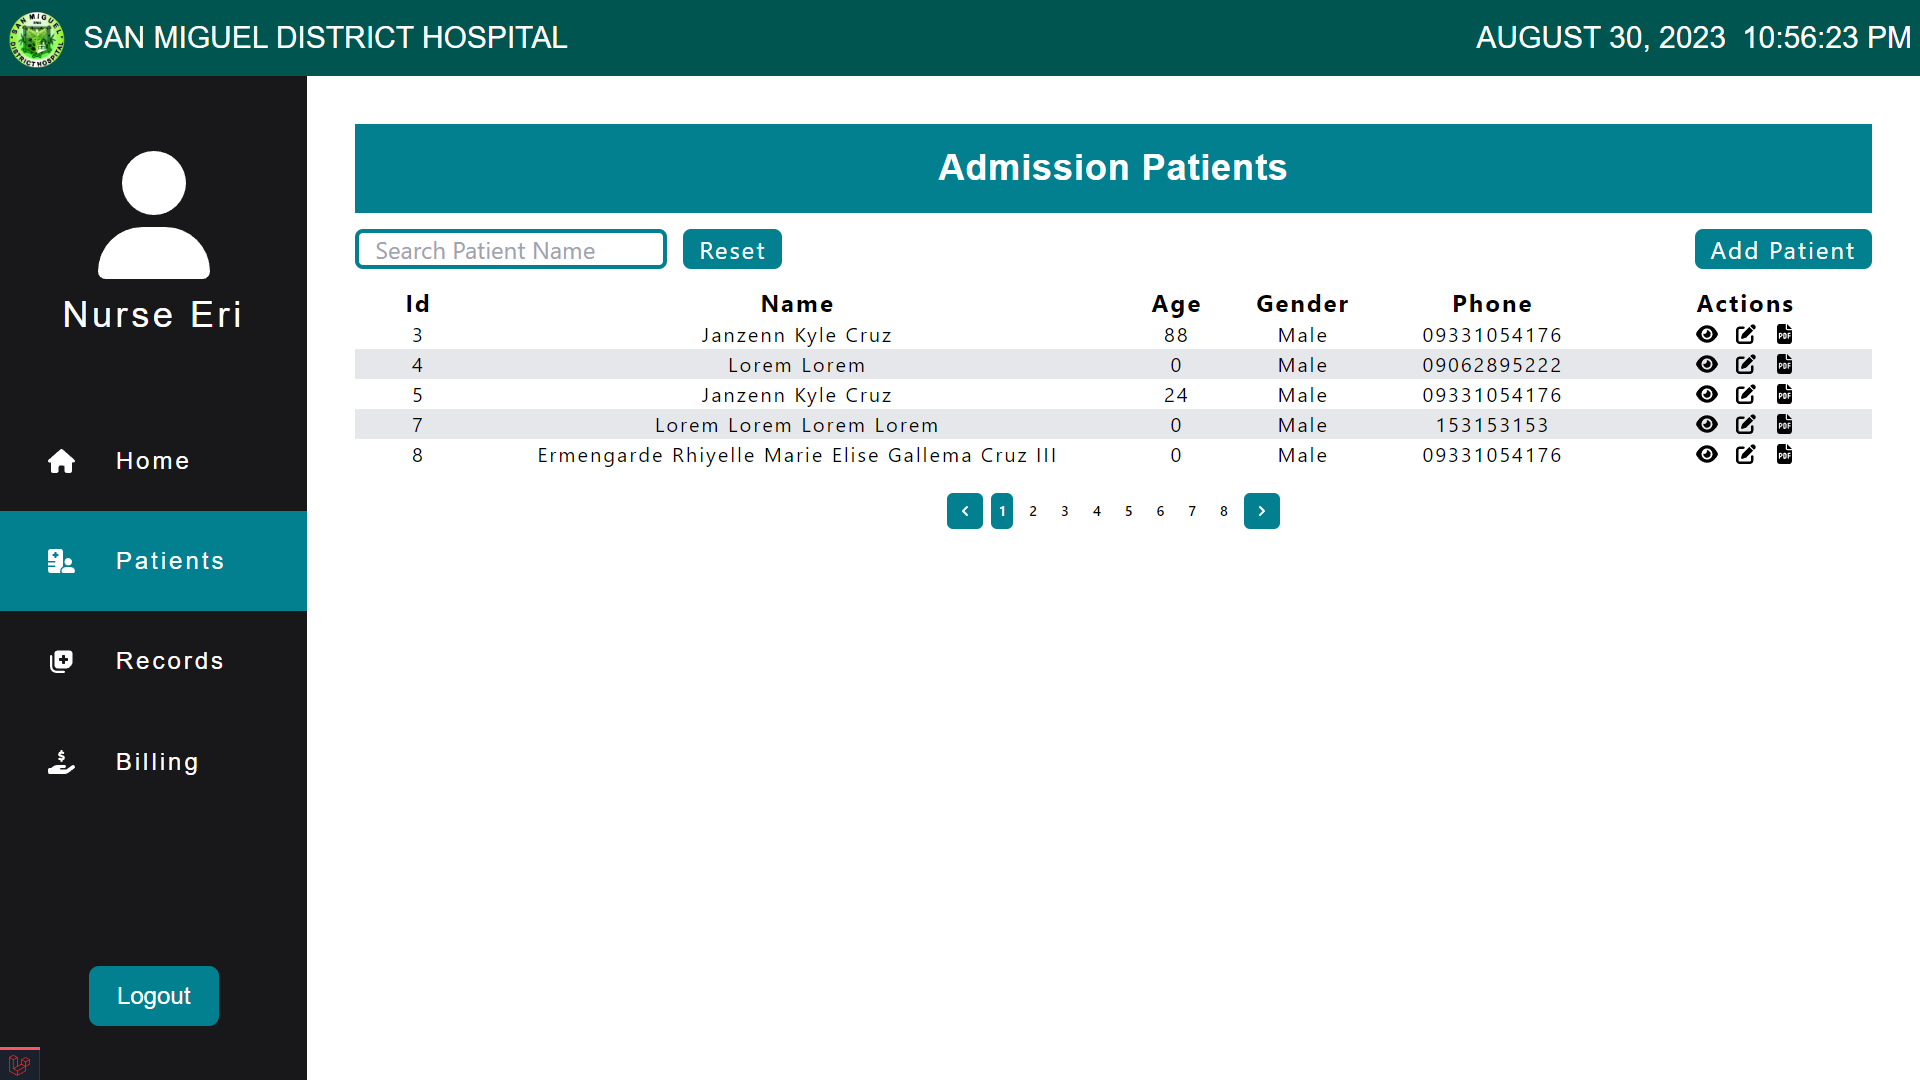 SAN MIGUEL DISTRICT HOSPITAL
AUGUST 30, 2023 10:56:23 PM
Nurse Eri
Home
Patients
Records
Billing
Logout
Admission Patients
Search Patient Name Reset Add Patient
Id Name Age Gender Phone Actions
3 Janzenn Kyle Cruz 88 Male 09331054176 PDF
4 Lorem Lorem 0 Male 09062895222 PDF
5 Janzenn Kyle Cruz 24 Male 09331054176 PDF
7 Lorem Lorem Lorem Lorem 0 Male 153153153 PDF
8 Ermengarde Rhiyelle Marie Elise Gallema Cruz III 0 Male 09331054176 PDF
1 2 3 4 5 6 7 8